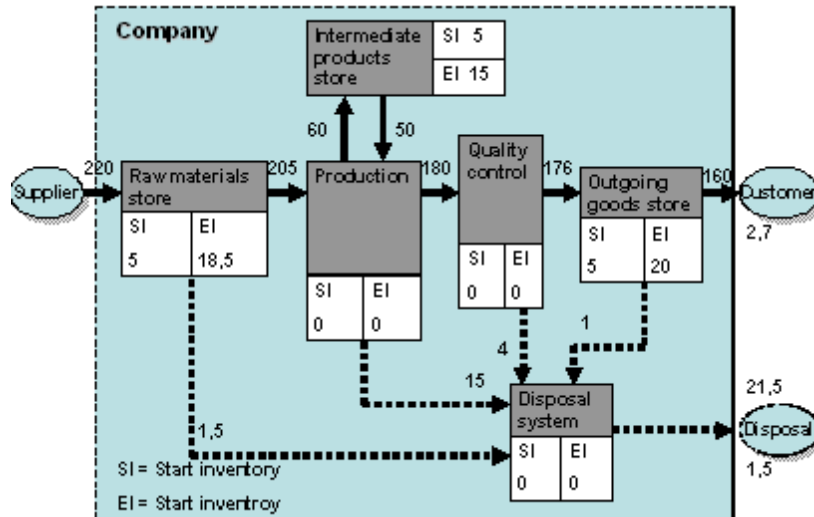 Company
Intermediate
products
store
SI 5
EI 15
60
50
Supplier
220
Raw materials
store
SI
5
EI
18,5
205
Production
SI
0
EI
0
180
Quality
control
SI
0
EI
0
176
Outgoing
goods store
SI
5
EI
20
160
Customer
2,7
1
4
15
1,5
Disposal
system
SI
0
EI
0
21,5
Disposal
1,5
SI = Start inventory
EI = Start inventroy